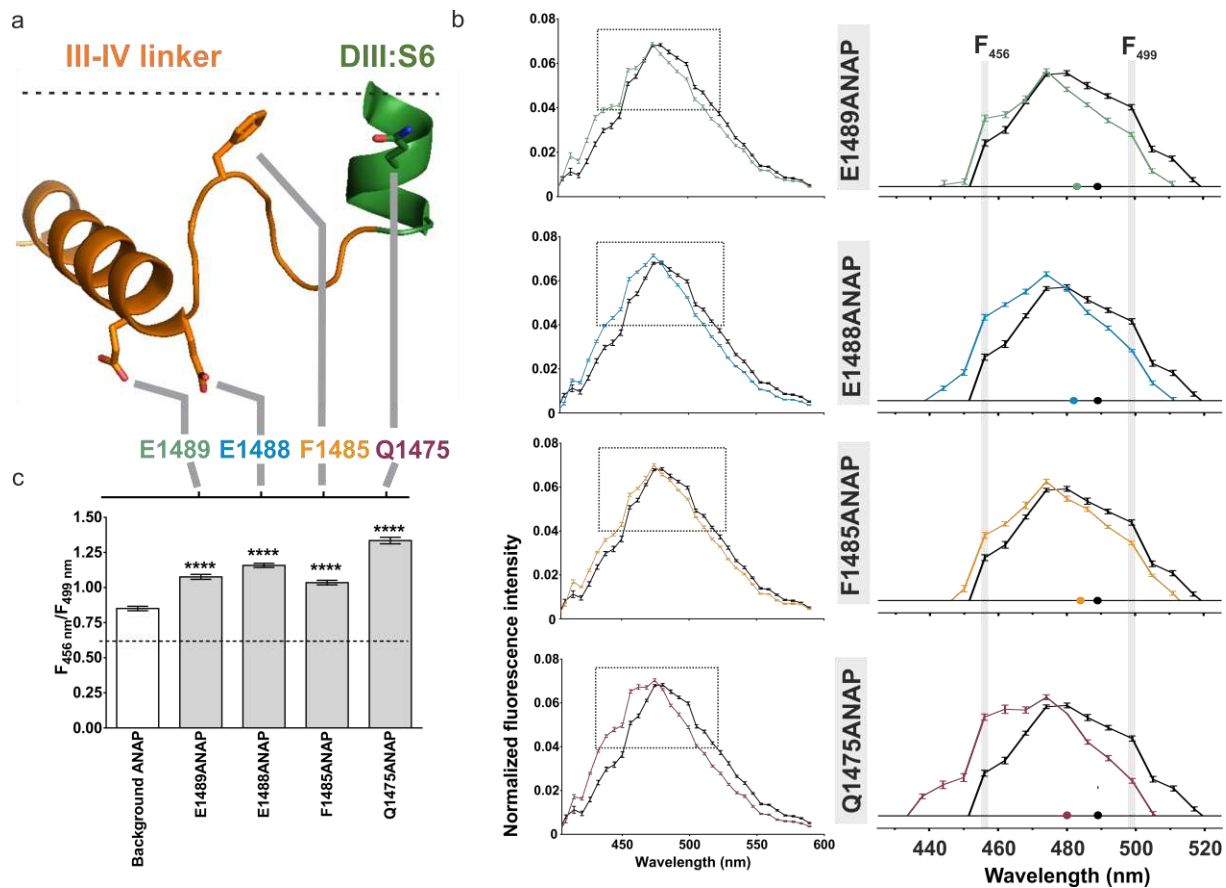 a
III-IV linker
DIII:S6
E1489 E1488 F1485 Q1475
c
1.50
1.25
1.00
0.75
0.50
0.25
0.00
F456 nm/F499 nm
****
****
****
****
Background ANAP
E1489ANAP
E1488ANAP
F1485ANAP
Q1475ANAP
b
Normalized fluorescence intensity
0.08
0.06
0.04
0.02
0
0.08
0.06
0.04
0.02
0
0.08
0.06
0.04
0.02
0
0.08
0.06
0.04
0.02
0
450 500 550 600
Wavelength (nm)
E1489ANAP
E1488ANAP
F1485ANAP
Q1475ANAP
F456
F499
440 460 480 500 520
Wavelength (nm)